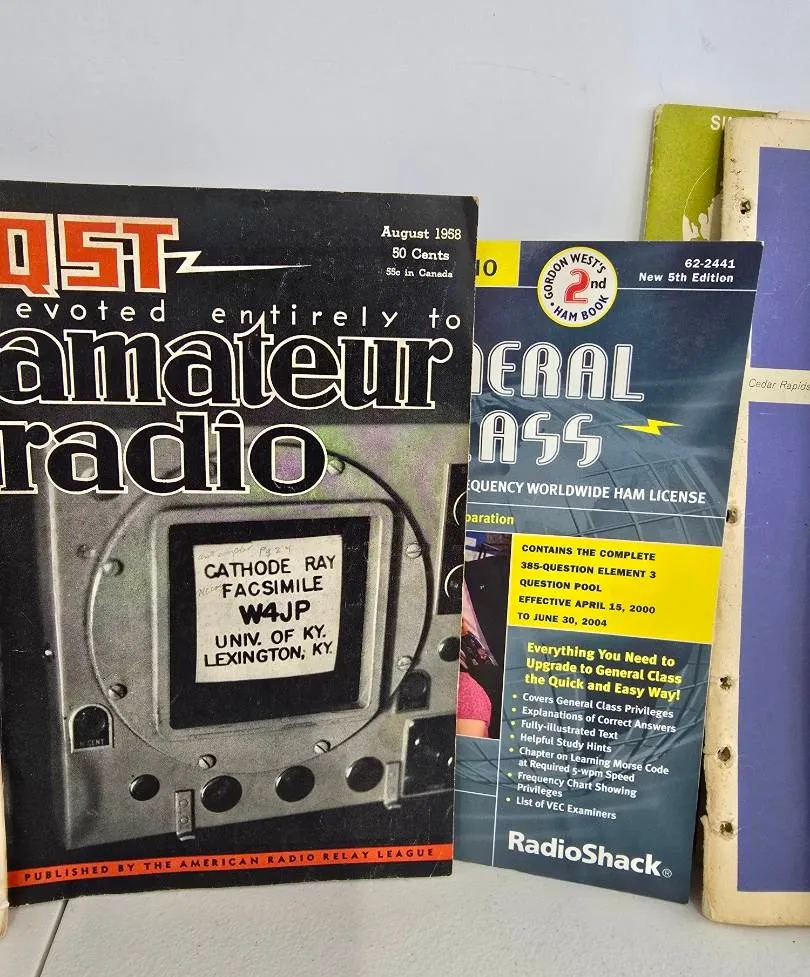 QST
August 1958
50 Cents
55c in Canada
evoted entirely to
amateur
radio
Pg. 24
CATHODE RAY
FACSIMILE
W4JP
UNIV. OF KY.
LEXINGTON, KY.
PUBLISHED BY THE AMERICAN RADIO RELAY LEAGUE
10
GORDON WEST'S
2nd
HAM BOOK
62-2441
New 5th Edition
NERAL
ASS
EQUENCY WORLDWIDE HAM LICENSE
paration
CONTAINS THE COMPLETE
385-QUESTION ELEMENT 3
QUESTION POOL
EFFECTIVE APRIL 15, 2000
TO JUNE 30, 2004
Everything You Need to
Upgrade to General Class
the Quick and Easy Way!
• Covers General Class Privileges
• Explanations of Correct Answers
• Fully-illustrated Text
• Helpful Study Hints
• Chapter on Learning Morse Code
at Required 5-wpm Speed
• Frequency Chart Showing
Privileges
• List of VEC Examiners
RadioShack®
Cedar Rapids